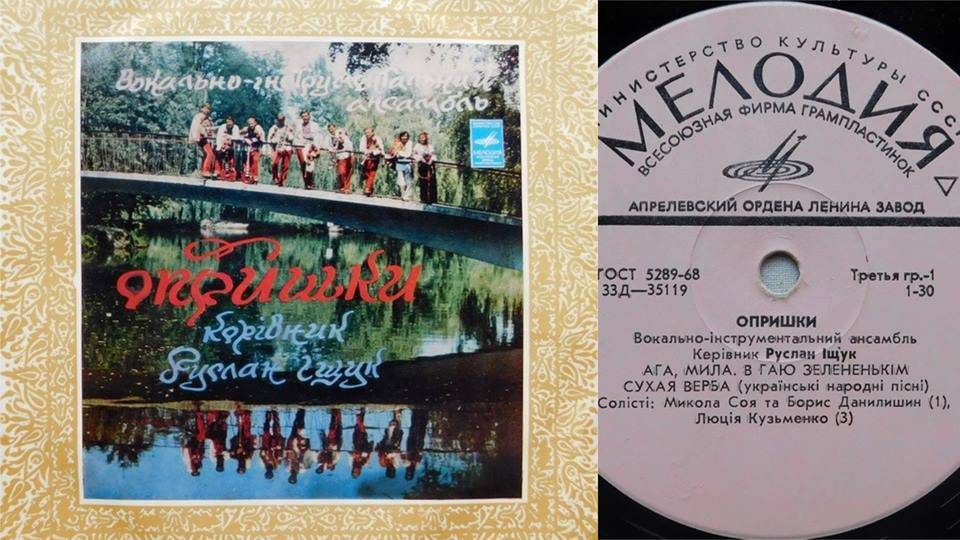 Вокально-інструментальний
ансамбль
МЕЛОДИЯ
опришки
Керівник
Руслан Іщук
МИНИСТЕРСТВО КУЛЬТУРЫ СССР
МЕЛОДИЯ
ВСЕСОЮЗНАЯ ФИРМА ГРАМПЛАСТИНОК
АПРЕЛЕВСКИЙ ОРДЕНА ЛЕНИНА ЗАВОД
ГОСТ 5289-68
33Д—35119
Третья гр.-1
1-30
ОПРИШКИ
Вокально-інструментальний ансамбль
Керівник Руслан Іщук
АГА, МИЛА. В ГАЮ ЗЕЛЕНЕНЬКІМ
СУХАЯ ВЕРБА (українські народні пісні)
Солісті: Микола Соя та Борис Данилишин (1),
Люція Кузьменко (3)